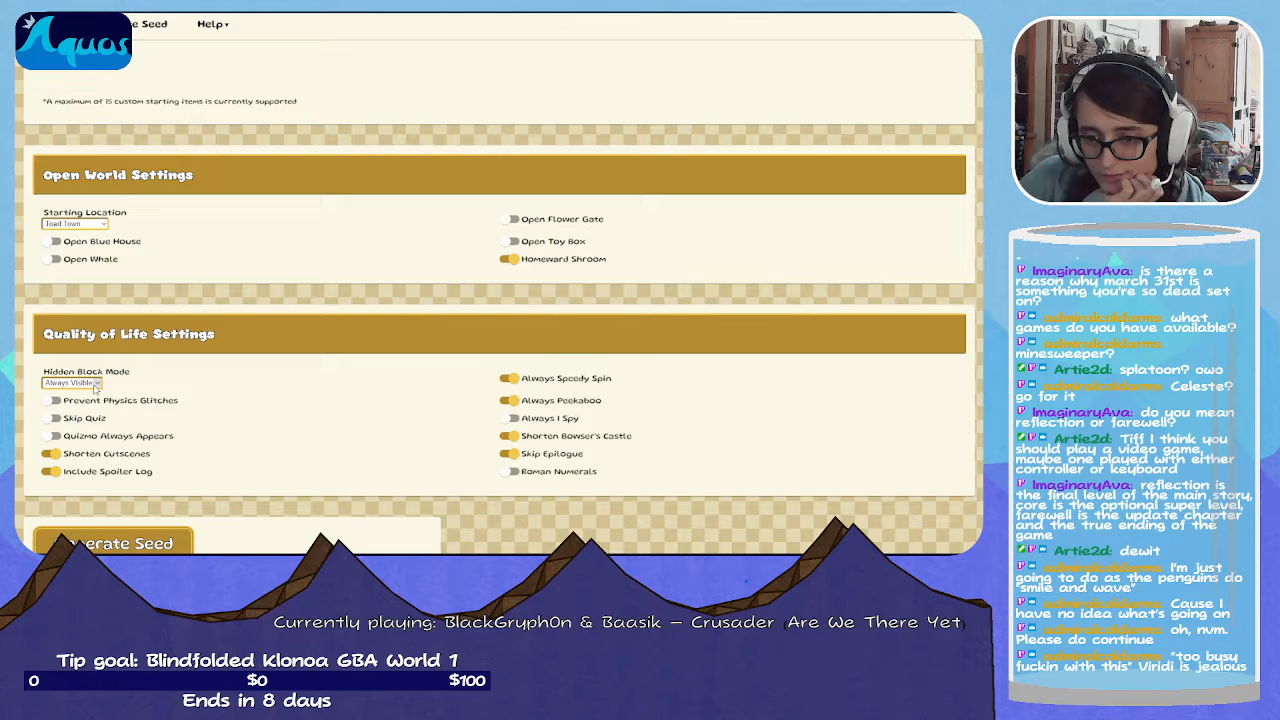 Aquos
e Seed
Help
*A maximum of 15 custom starting items is currently supported
Open World Settings
Starting Location
Toad Town
Open Blue House
Open Whale
Open Flower Gate
Open Toy Box
Homeward Shroom
Quality of Life Settings
Hidden Block Mode
Always Visible
Prevent Physics Glitches
Skip Quiz
Quizmo Always Appears
Shorten Cutscenes
Include Spoiler Log
Always Speedy Spin
Always Peekaboo
Always I Spy
Shorten Bowser's Castle
Skip Epilogue
Roman Numerals
enerate Seed
Currently playing: BlackGryph0n & Baasik – Crusader (Are We There Yet
Tip goal: Blindfolded Klonoa GBA World 1
0 $0 $100
Ends in 8 days
ImaginaryAva: is there a
reason why march 31st is
something you're so dead set
on?
admiralcoldarms: what
games do you have available?
admiralcoldarms:
minesweeper?
Artie2d: splatoon? owo
admiralcoldarms: Celeste?
go for it
ImaginaryAva: do you mean
reflection or farewell?
Artie2d: Tiff I think you
should play a video game,
maybe one played with either
controller or keyboard
ImaginaryAva: reflection is
the final level of the main story,
core is the optional super level,
farewell is the update chapter
and the true ending of the
game
Artie2d: dewit
admiralcoldarms: I'm just
going to do as the penguins do
"smile and wave"
admiralcoldarms: Cause I
have no idea what's going on
admiralcoldarms: oh, nvm.
Please do continue
admiralcoldarms: "too busy
fuckin with this" Viridi is jealous